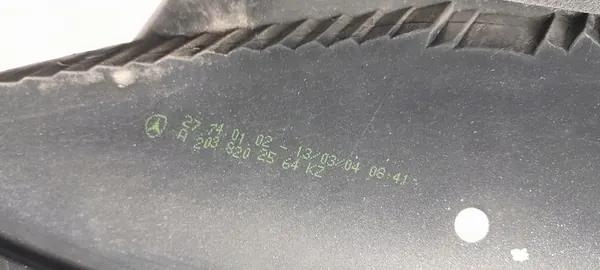 27 74 01 02 - 13/03/04 08:41
A 203 820 25 64 KZ